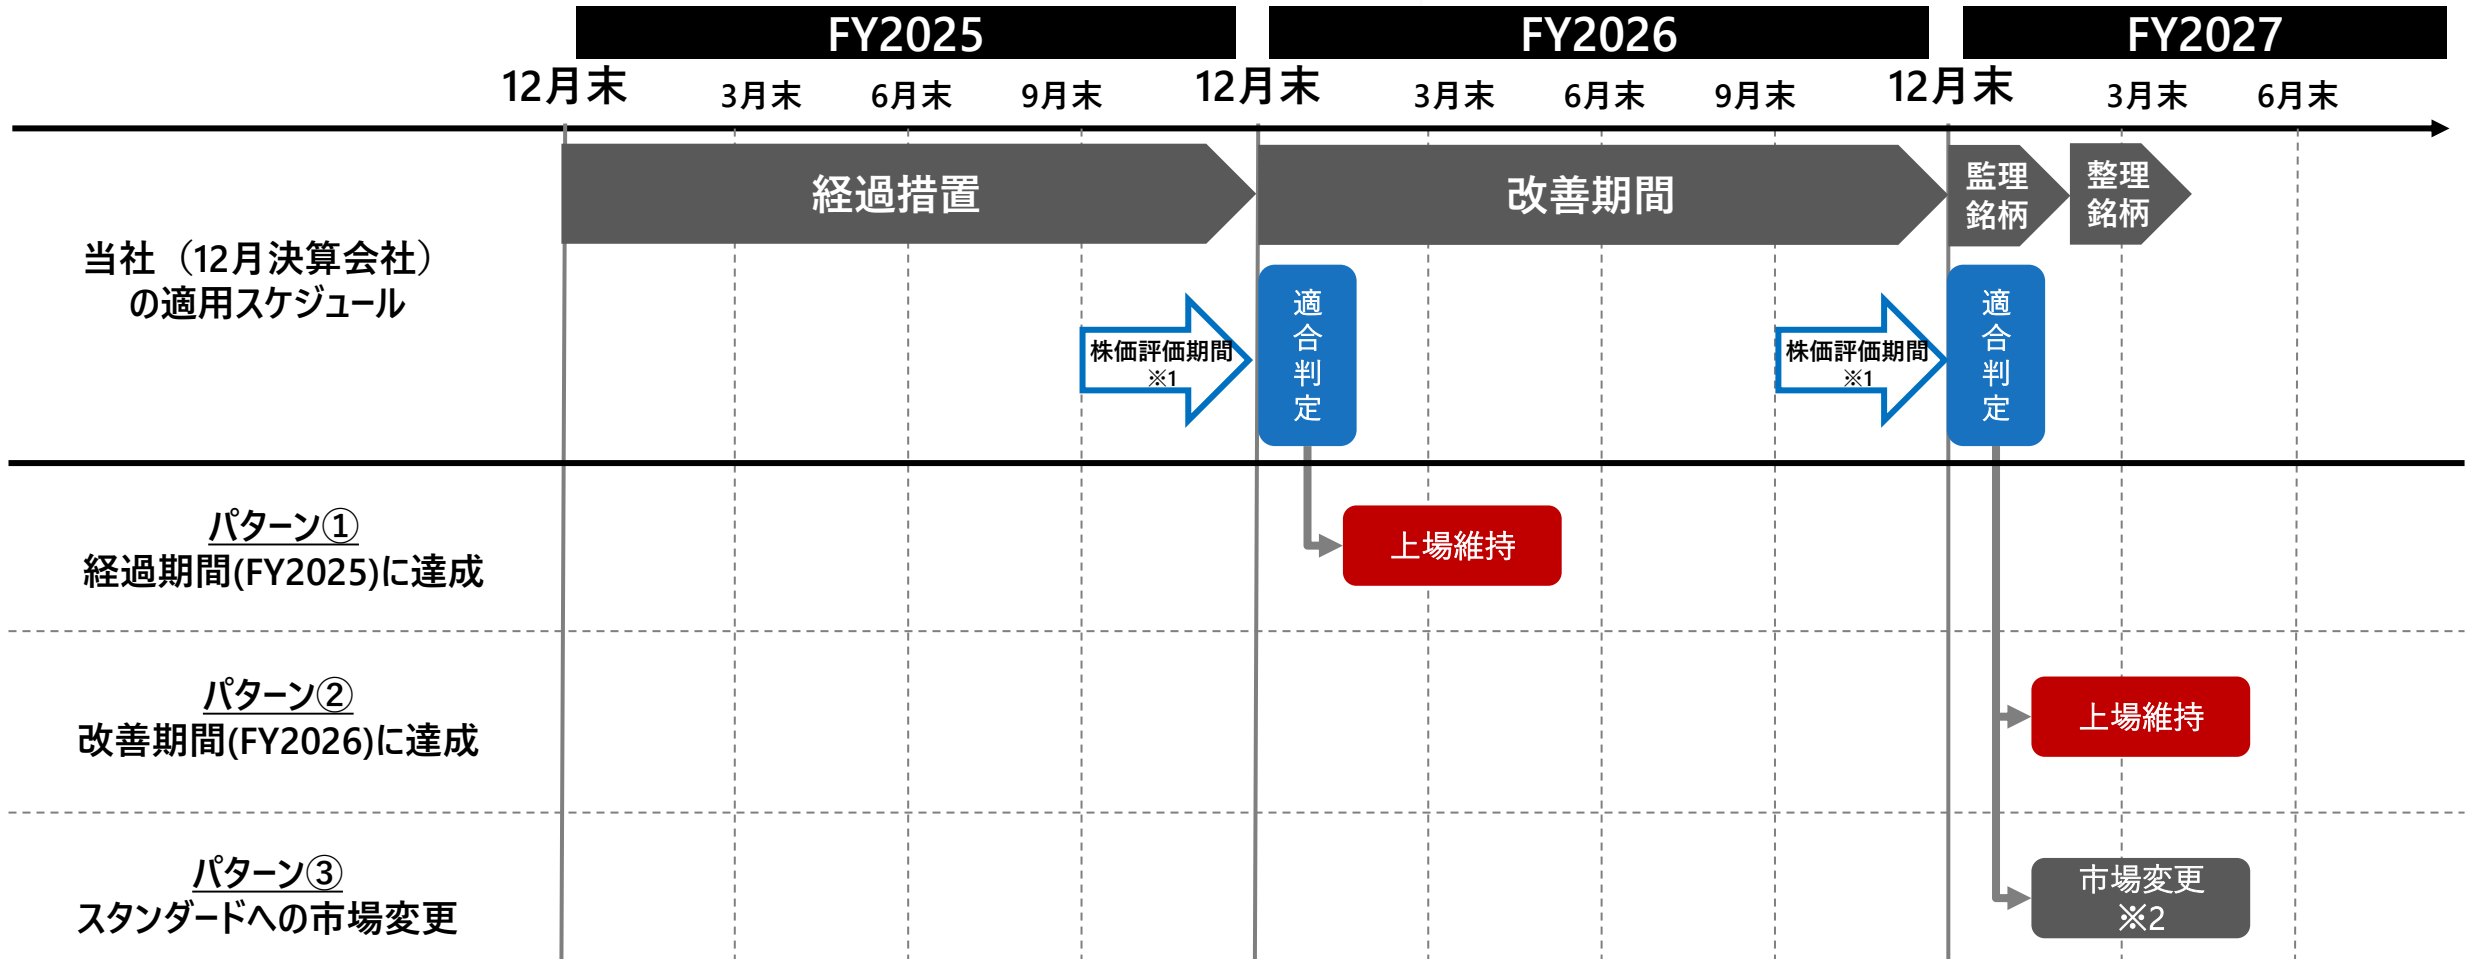 FY2025
FY2026
FY2027
12月末
3月末
6月末
9月末
12月末
3月末
6月末
9月末
12月末
3月末
6月末
経過措置
改善期間
監理
銘柄
整理
銘柄
当社（12月決算会社）
の適用スケジュール
株価評価期間
※1
適合判定
株価評価期間
※1
適合判定
パターン①
経過期間(FY2025)に達成
上場維持
パターン②
改善期間(FY2026)に達成
上場維持
パターン③
スタンダードへの市場変更
市場変更
※2